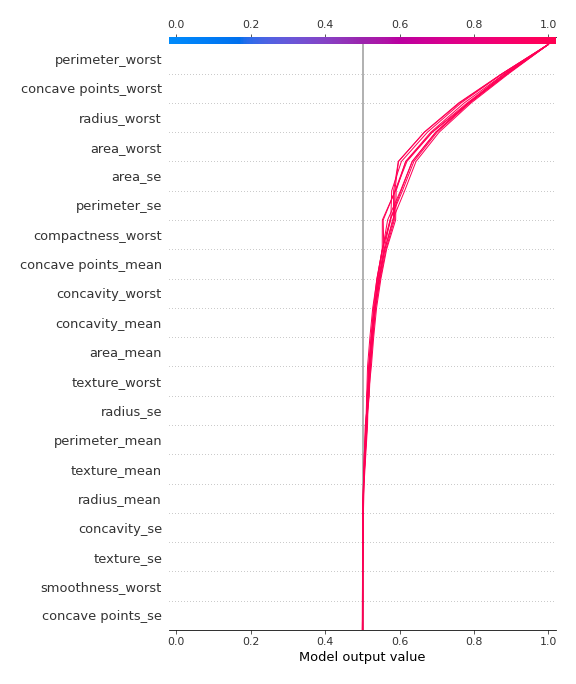 0.0 0.2 0.4 0.6 0.8 1.0
perimeter_worst
concave points_worst
radius_worst
area_worst
area_se
perimeter_se
compactness_worst
concave points_mean
concavity_worst
concavity_mean
area_mean
texture_worst
radius_se
perimeter_mean
texture_mean
radius_mean
concavity_se
texture_se
smoothness_worst
concave points_se
0.0 0.2 0.4 0.6 0.8 1.0
Model output value